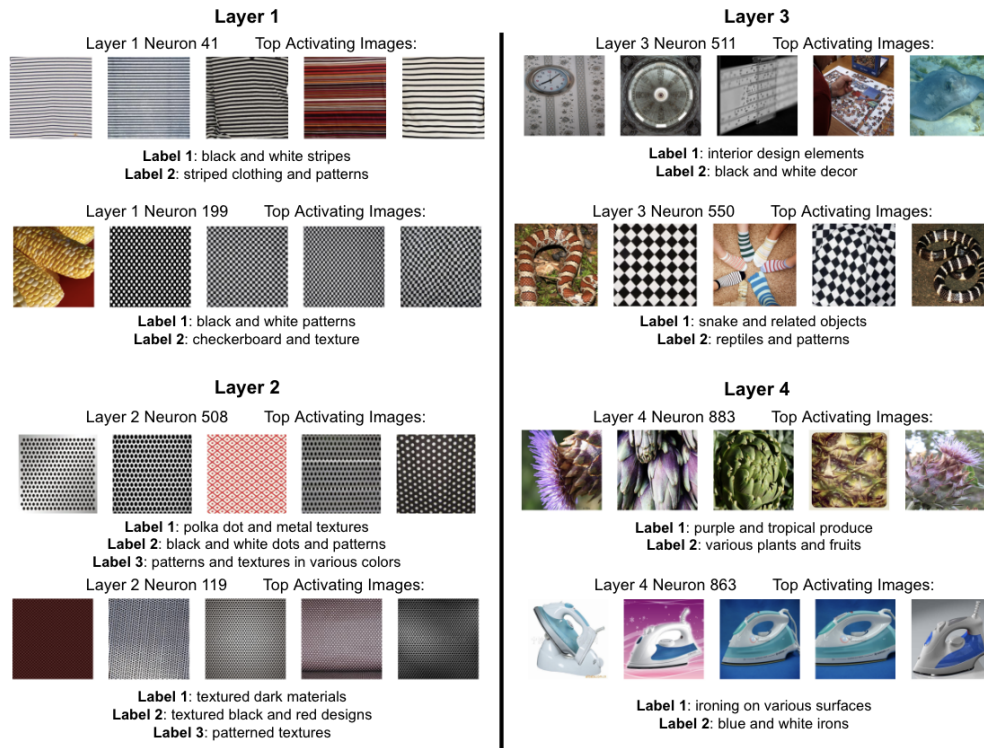 Layer 1
Layer 1 Neuron 41 Top Activating Images:
Label 1: black and white stripes
Label 2: striped clothing and patterns
Layer 1 Neuron 199 Top Activating Images:
Label 1: black and white patterns
Label 2: checkerboard and texture
Layer 2
Layer 2 Neuron 508 Top Activating Images:
Label 1: polka dot and metal textures
Label 2: black and white dots and patterns
Label 3: patterns and textures in various colors
Layer 2 Neuron 119 Top Activating Images:
Label 1: textured dark materials
Label 2: textured black and red designs
Label 3: patterned textures
Layer 3
Layer 3 Neuron 511 Top Activating Images:
Label 1: interior design elements
Label 2: black and white decor
Layer 3 Neuron 550 Top Activating Images:
Label 1: snake and related objects
Label 2: reptiles and patterns
Layer 4
Layer 4 Neuron 883 Top Activating Images:
Label 1: purple and tropical produce
Label 2: various plants and fruits
Layer 4 Neuron 863 Top Activating Images:
Label 1: ironing on various surfaces
Label 2: blue and white irons